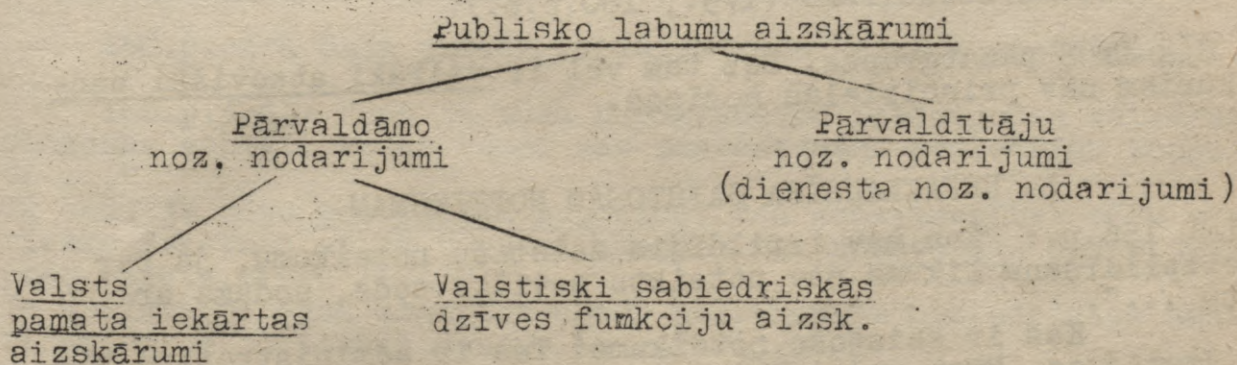 Publisko labumu aizskārumi
Pārvaldāmo
noz. nodarijumi
Pārvaldītāju
noz. nodarijumi
(dienesta noz. nodarijumi)
Valsts
pamata iekārtas
aizskārumi
Valstiski sabiedriskās
dzīves fumkciju aizsk.